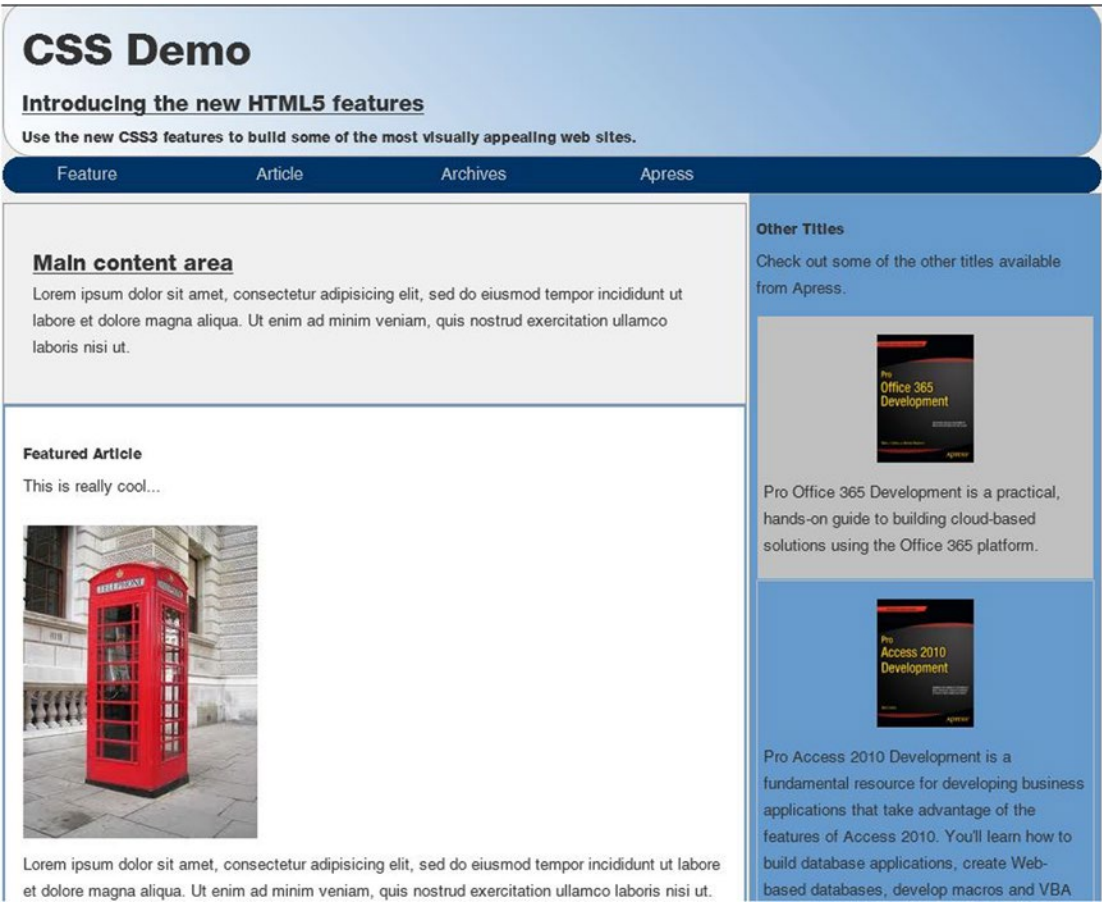 CSS Demo
Introducing the new HTML5 features
Use the new CSS3 features to build some of the most visually appealing web sites.
Feature Article Archives Apress
Main content area
Lorem ipsum dolor sit amet, consectetur adipisicing elit, sed do eiusmod tempor incididunt ut
labore et dolore magna aliqua. Ut enim ad minim veniam, quis nostrud exercitation ullamco
laboris nisi ut.
Featured Article
This is really cool...
TELEPHONE
Lorem ipsum dolor sit amet, consectetur adipisicing elit, sed do eiusmod tempor incididunt ut labore
et dolore magna aliqua. Ut enim ad minim veniam, quis nostrud exercitation ullamco laboris nisi ut.
Other Titles
Check out some of the other titles available
from Apress.
Pro
Office 365
Development
Apress
Pro Office 365 Development is a practical,
hands-on guide to building cloud-based
solutions using the Office 365 platform.
Pro
Access 2010
Development
Apress
Pro Access 2010 Development is a
fundamental resource for developing business
applications that take advantage of the
features of Access 2010. You'll learn how to
build database applications, create Web-
based databases, develop macros and VBA